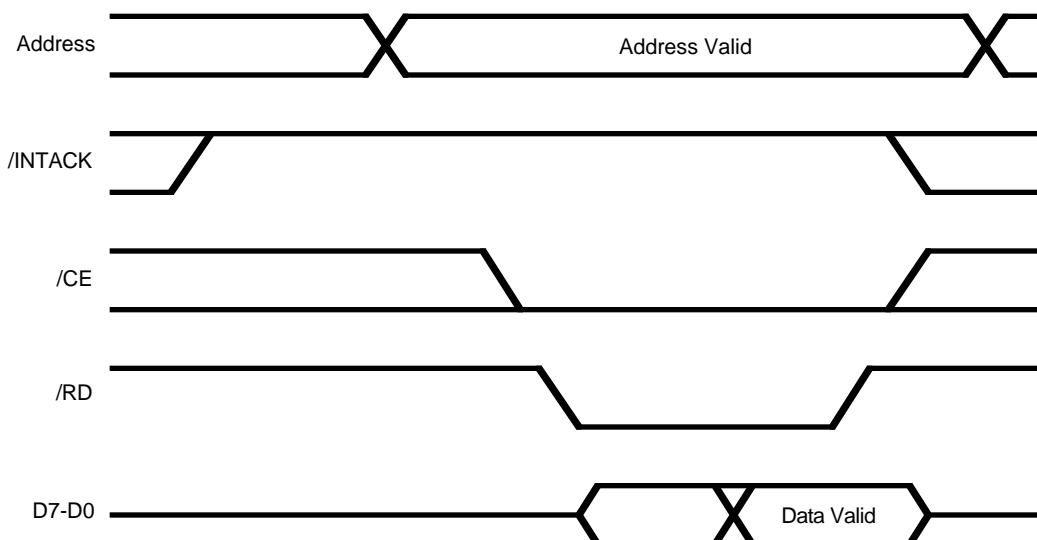 Address
Address Valid
/INTACK
/CE
/RD
D7-D0
Data Valid